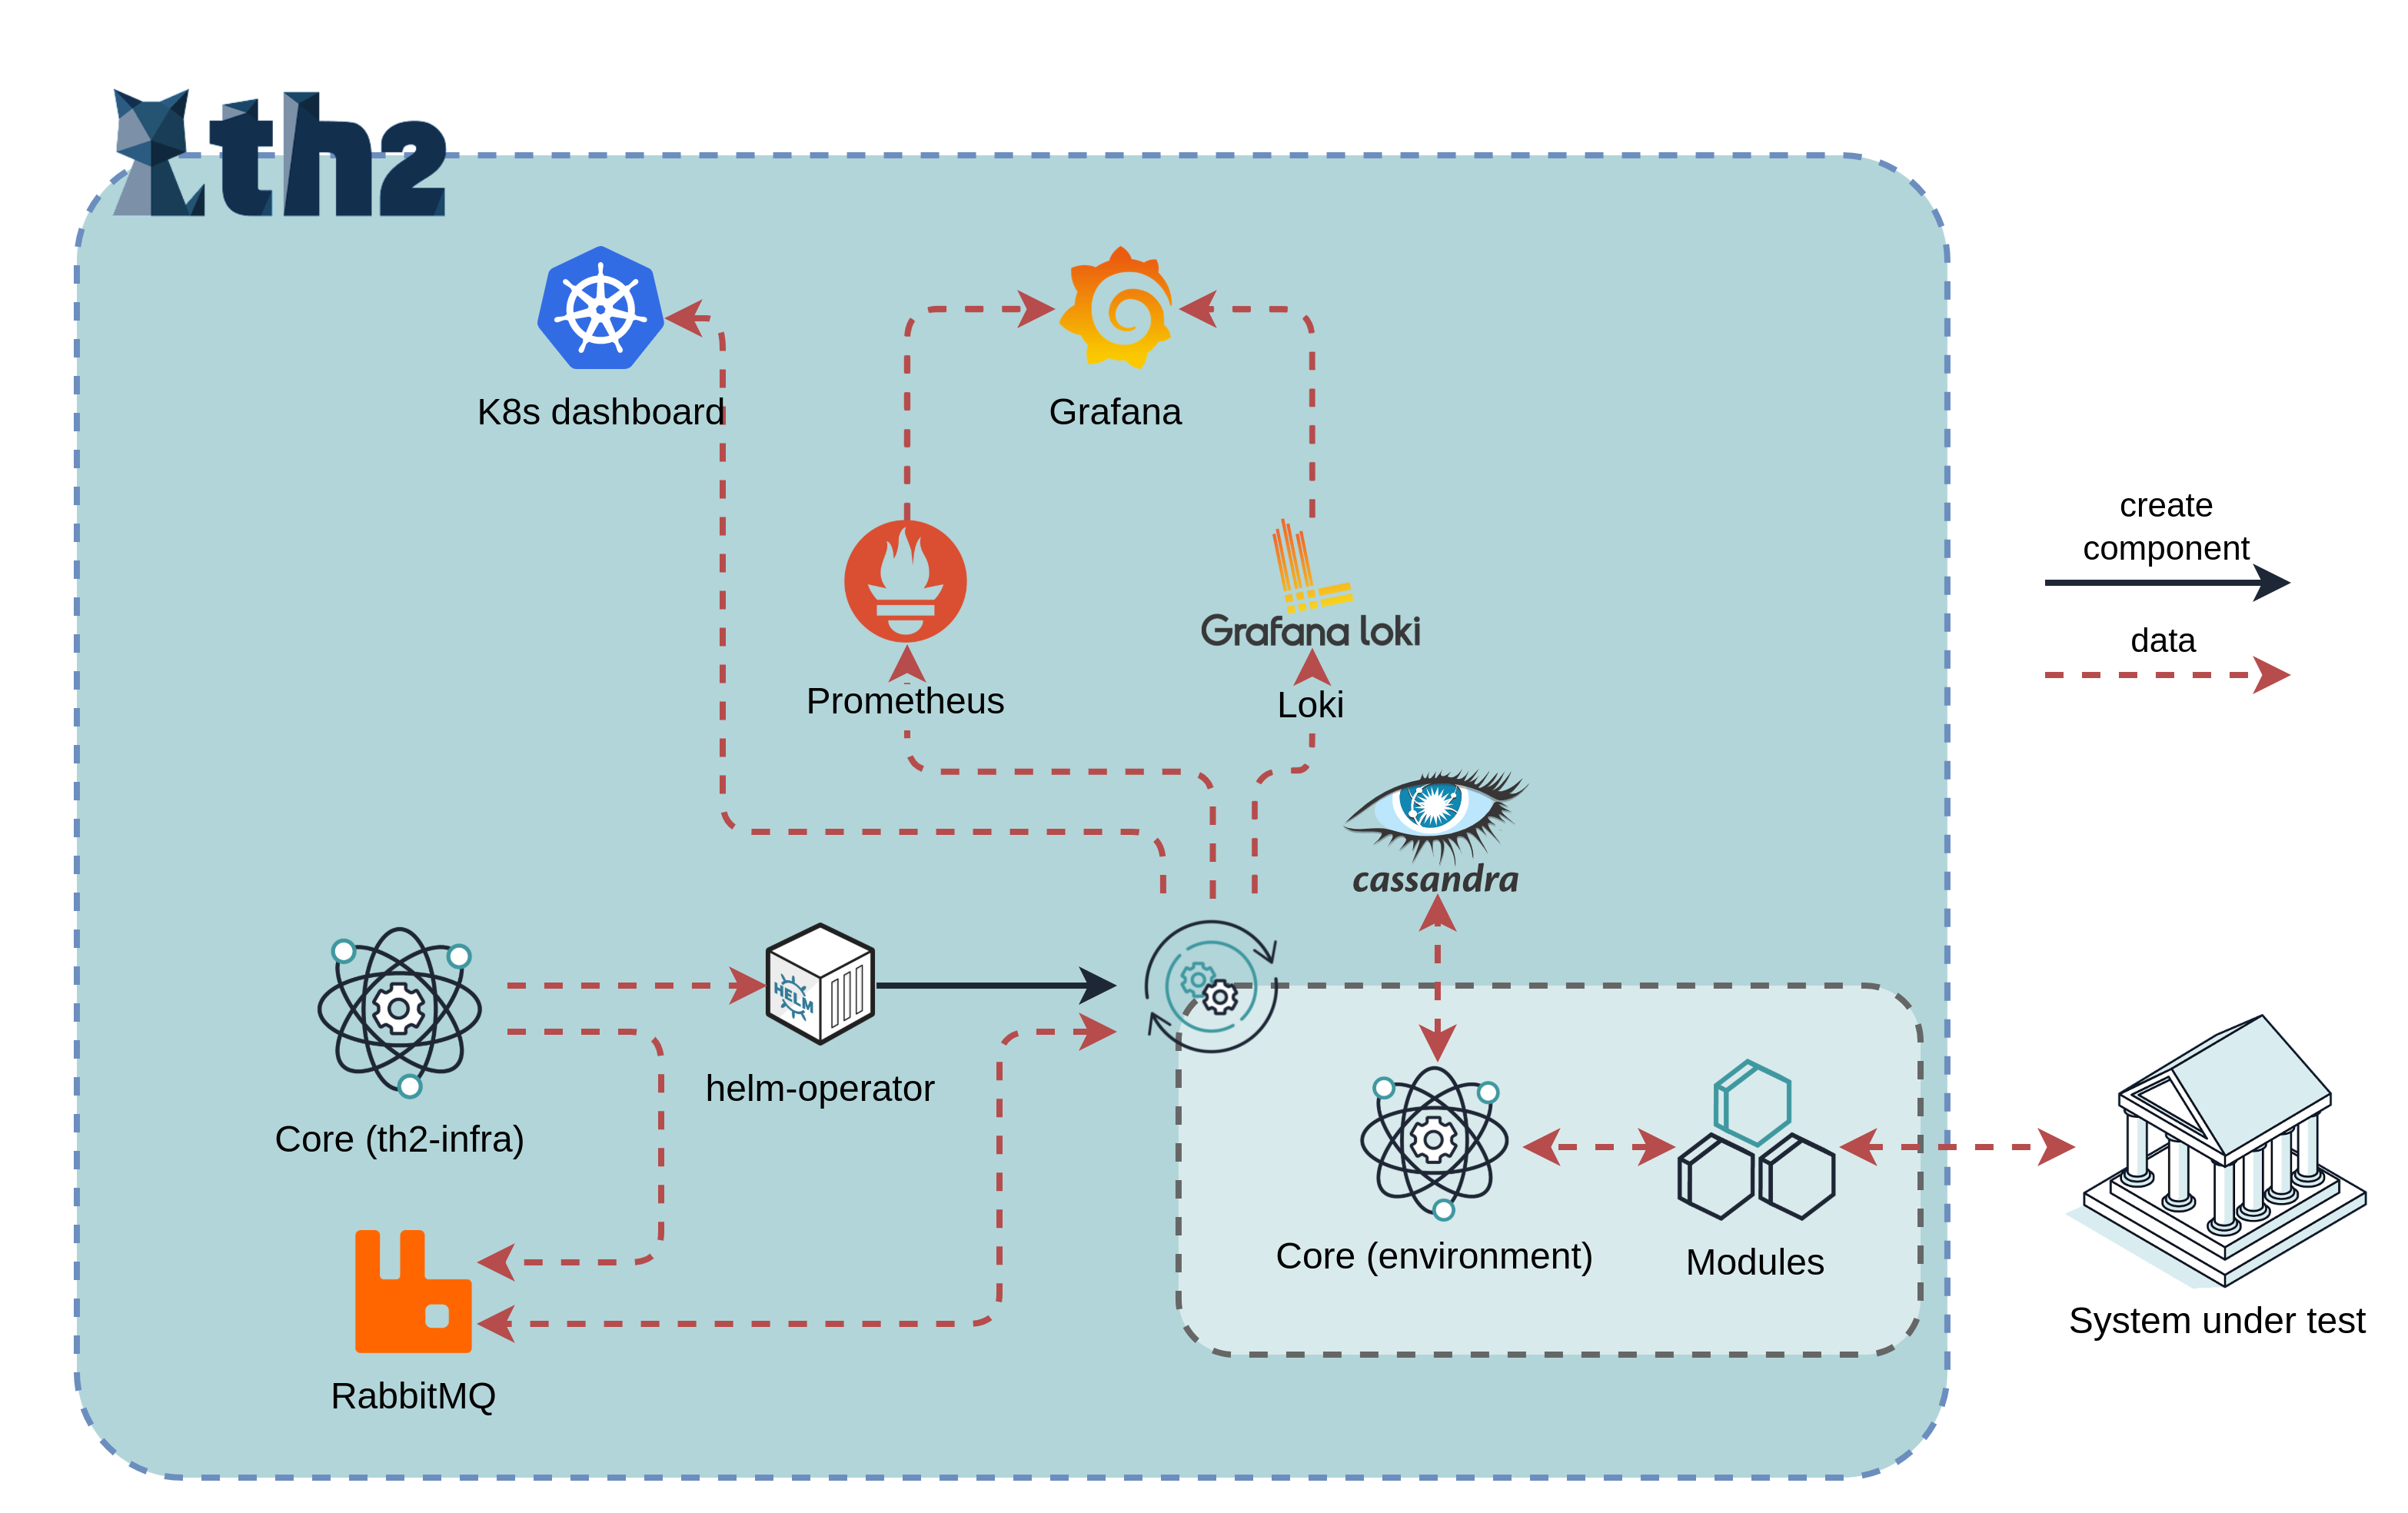 th2
K8s dashboard
Grafana
create
component
data
Grafana loki
Prometheus
Loki
cassandra
HELM
helm-operator
Core (th2-infra)
Core (environment)
Modules
System under test
RabbitMQ